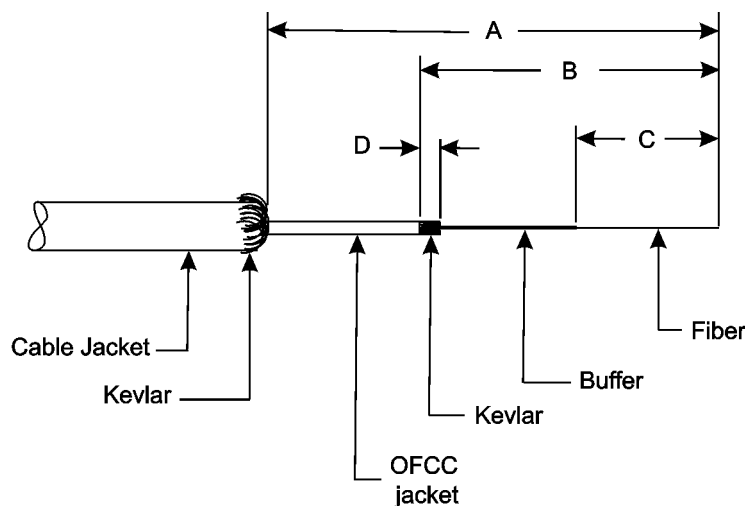 A
B
C
D
Cable Jacket
Kevlar
OFCC
jacket
Kevlar
Buffer
Fiber